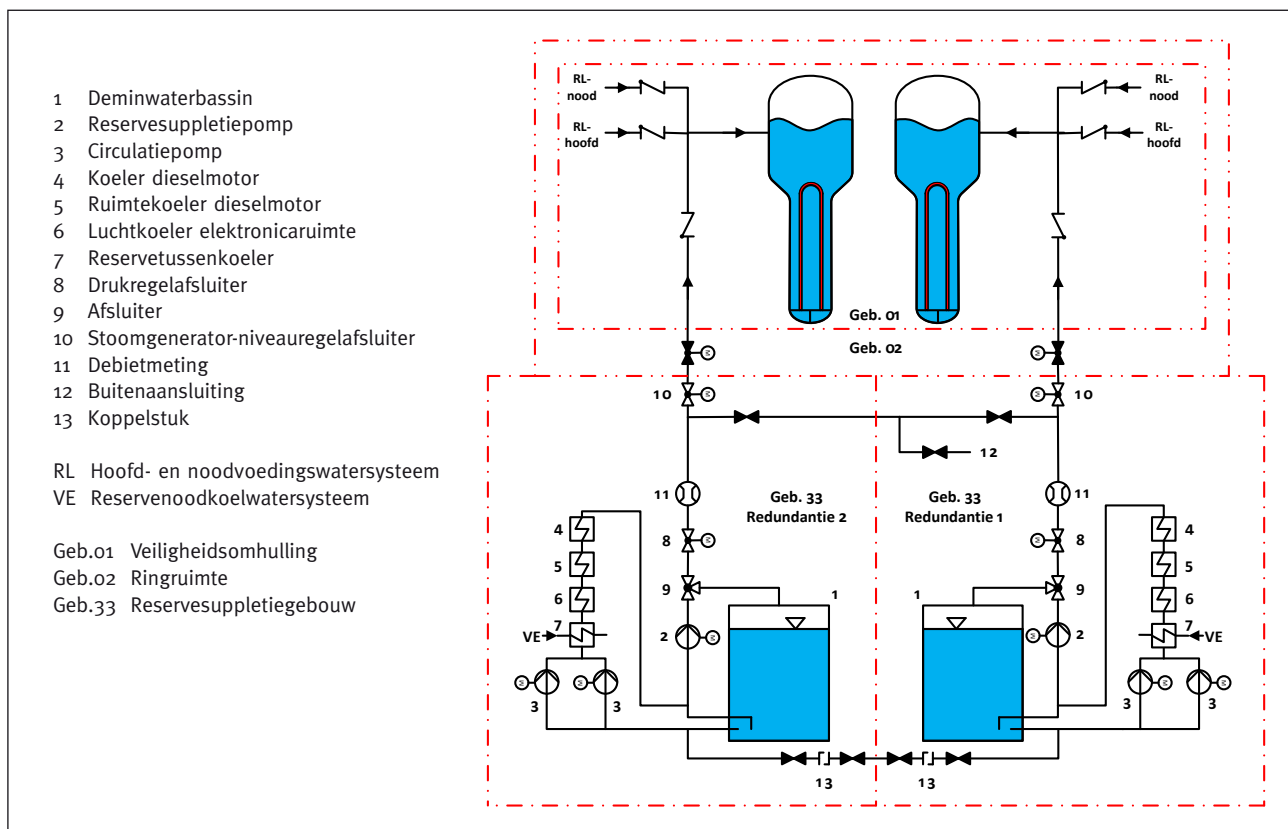 1 Deminwaterbassin
2 Reservesuppletiepomp
3 Circulatiepomp
4 Koeler dieselmotor
5 Ruimtekoeler dieselmotor
6 Luchtkoeler elektronicaruimte
7 Reservetussenkoeler
8 Drukregelafsluiter
9 Afsluiter
10 Stoomgenerator-niveauregelafsluiter
11 Debietmeting
12 Buitenaansluiting
13 Koppelstuk
RL Hoofd- en noodvoedingswatersysteem
VE Reservenoodkoelwatersysteem
Geb.01 Veiligheidsomhulling
Geb.02 Ringruimte
Geb.33 Reservesuppletiegebouw
RL-
nood
RL-
hoofd
RL-
nood
RL-
hoofd
Geb. 01
Geb. 02
M
M
10
M
M
10
12
11
Geb. 33
Redundantie 2
Geb. 33
Redundantie 1
11
4
8
M
M
8
4
5
5
6
9
1
1
9
6
7
VE
2
M
M
2
7
VE
M
M
M
M
3
3
3
3
13
13